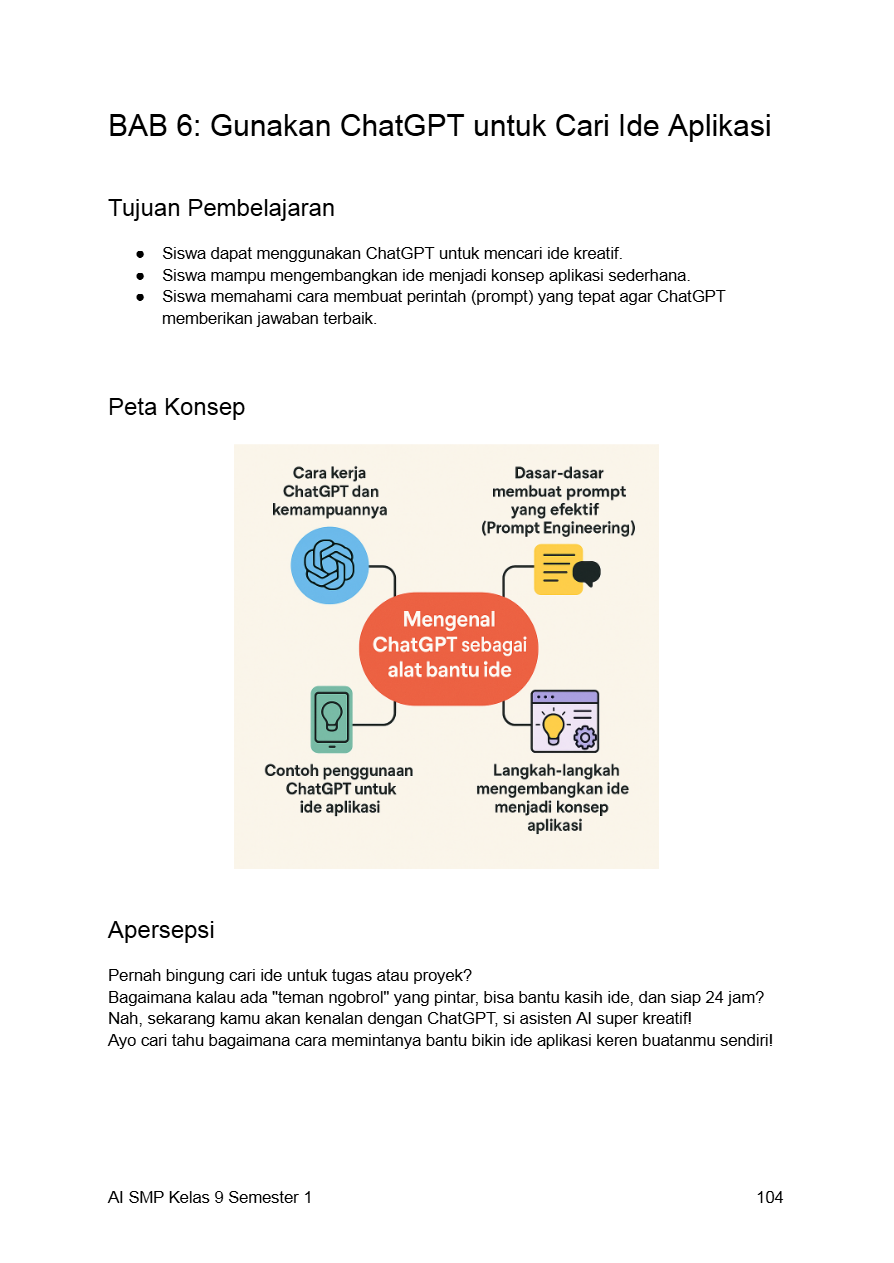 BAB 6: Gunakan ChatGPT untuk Cari Ide Aplikasi
Tujuan Pembelajaran
● Siswa dapat menggunakan ChatGPT untuk mencari ide kreatif.
● Siswa mampu mengembangkan ide menjadi konsep aplikasi sederhana.
● Siswa memahami cara membuat perintah (prompt) yang tepat agar ChatGPT
memberikan jawaban terbaik.
Peta Konsep
Cara kerja
ChatGPT dan
kemampuannya
Dasar-dasar
membuat prompt
yang efektif
(Prompt Engineering)
Mengenal
ChatGPT sebagai
alat bantu ide
Contoh penggunaan
ChatGPT untuk
ide aplikasi
Langkah-langkah
mengembangkan ide
menjadi konsep
aplikasi
Apersepsi
Pernah bingung cari ide untuk tugas atau proyek?
Bagaimana kalau ada "teman ngobrol" yang pintar, bisa bantu kasih ide, dan siap 24 jam?
Nah, sekarang kamu akan kenalan dengan ChatGPT, si asisten AI super kreatif!
Ayo cari tahu bagaimana cara memintanya bantu bikin ide aplikasi keren buatanmu sendiri!
AI SMP Kelas 9 Semester 1 104